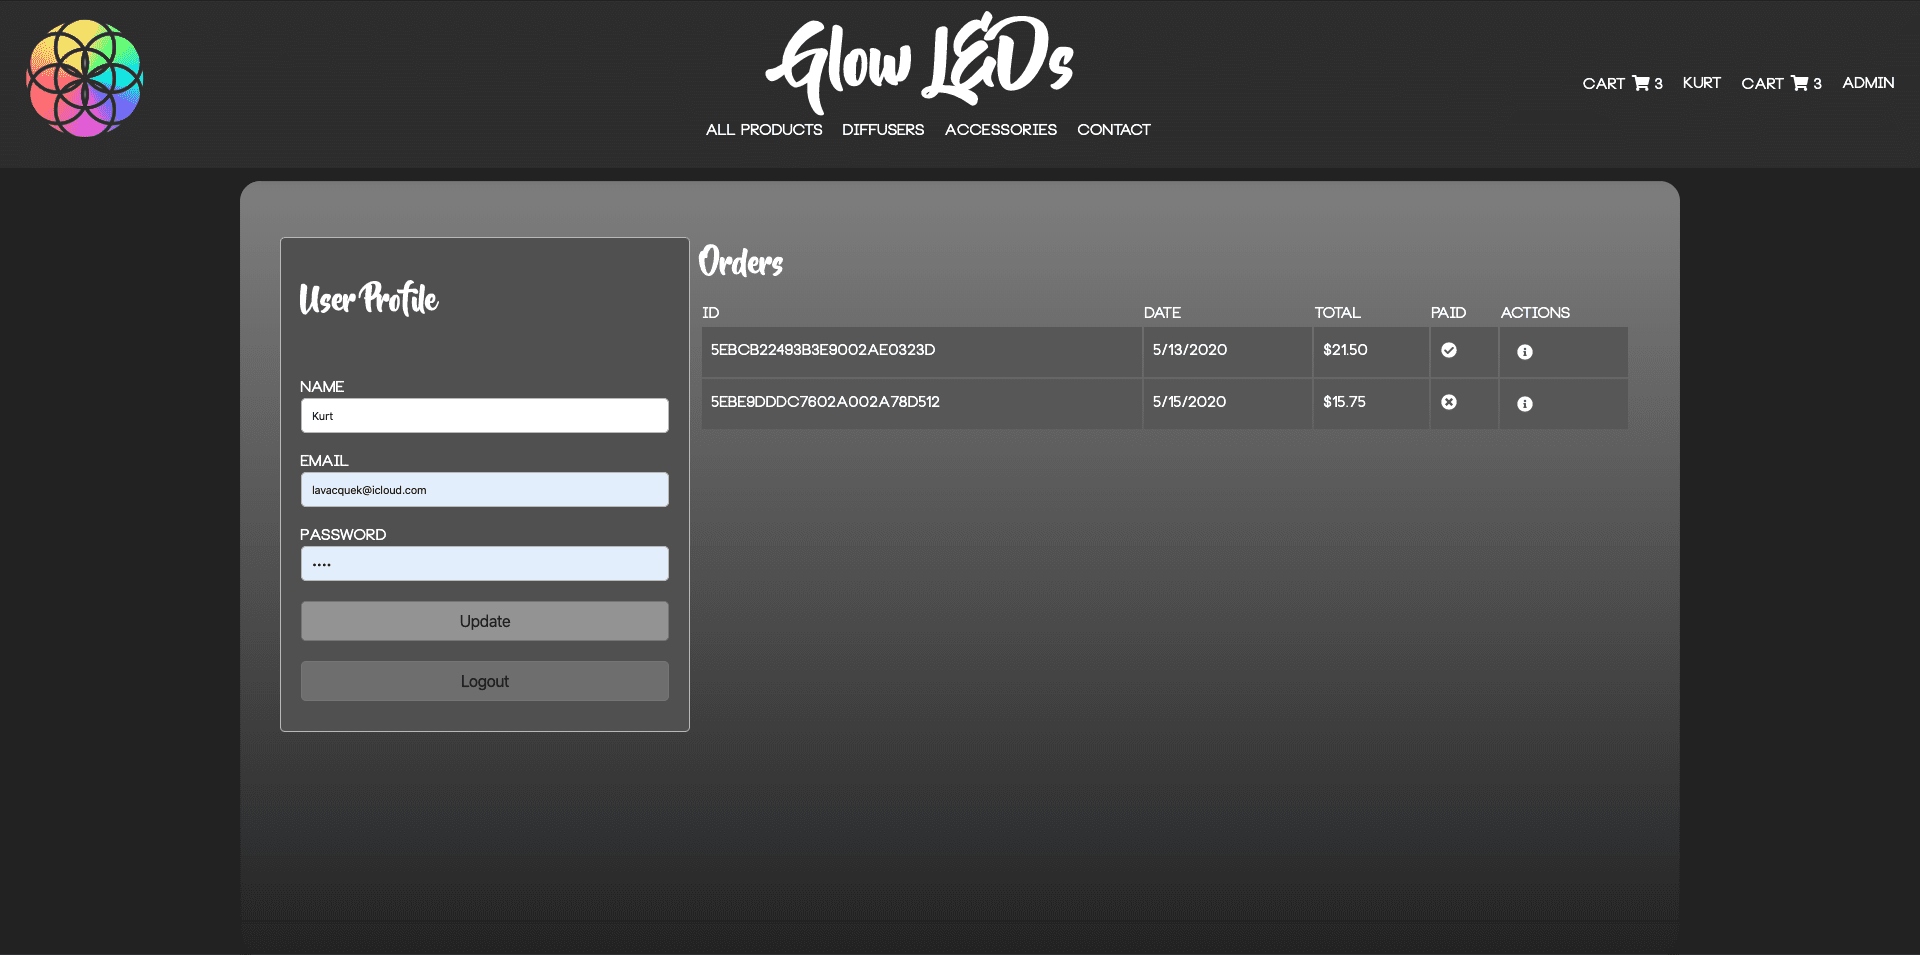 Glow LEDs
CART 3 KURT CART 3 ADMIN
ALL PRODUCTS DIFFUSERS ACCESSORIES CONTACT
User Profile
NAME
Kurt
EMAIL
lavacquek@icloud.com
PASSWORD
••••
Update
Logout
Orders
ID DATE TOTAL PAID ACTIONS
5EBCB22493B3E9002AE0323D 5/13/2020 $21.50
5EBE9DDDC7602A002A78D512 5/15/2020 $15.75